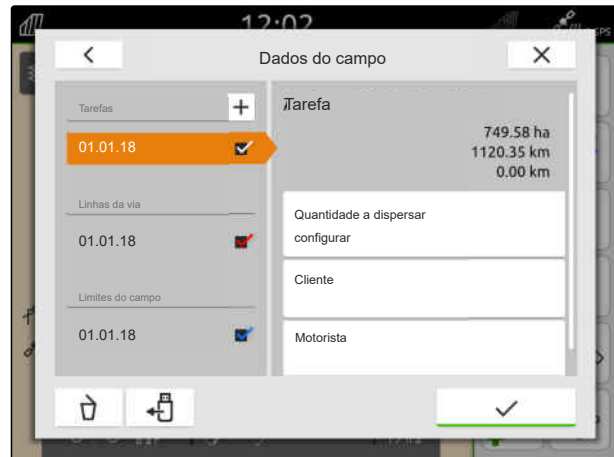 12:02
GPS
Dados do campo
Tarefas
Tarefa
01.01.18
749.58 ha
1120.35 km
0.00 km
Linhas da via
Quantidade a dispersar
configurar
01.01.18
Cliente
Limites do campo
01.01.18
Motorista